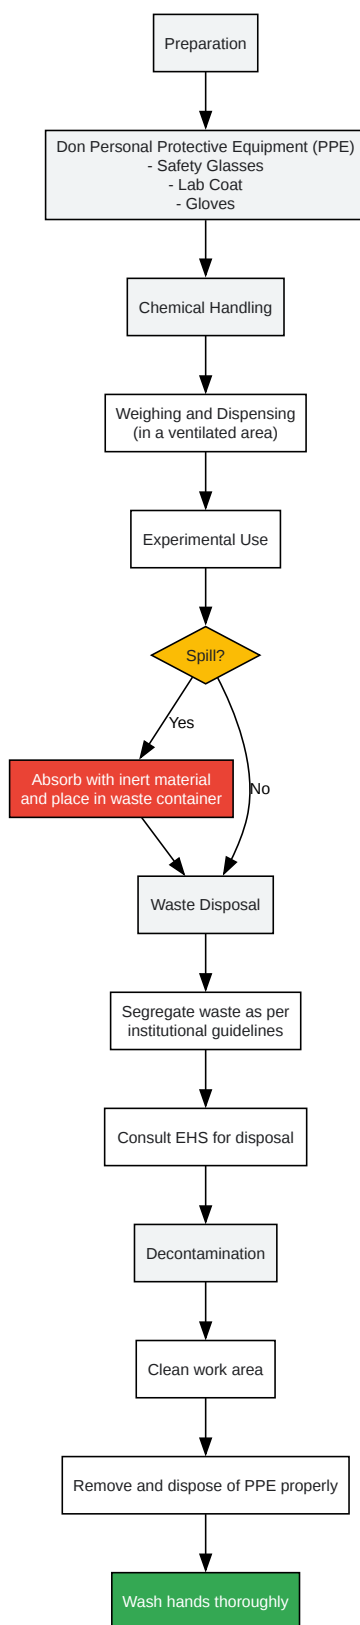 Preparation
Don Personal Protective Equipment (PPE)
- Safety Glasses
- Lab Coat
- Gloves
Chemical Handling
Weighing and Dispensing
(in a ventilated area)
Experimental Use
Spill?
Yes
Absorb with inert material
and place in waste container
No
Waste Disposal
Segregate waste as per
institutional guidelines
Consult EHS for disposal
Decontamination
Clean work area
Remove and dispose of PPE properly
Wash hands thoroughly